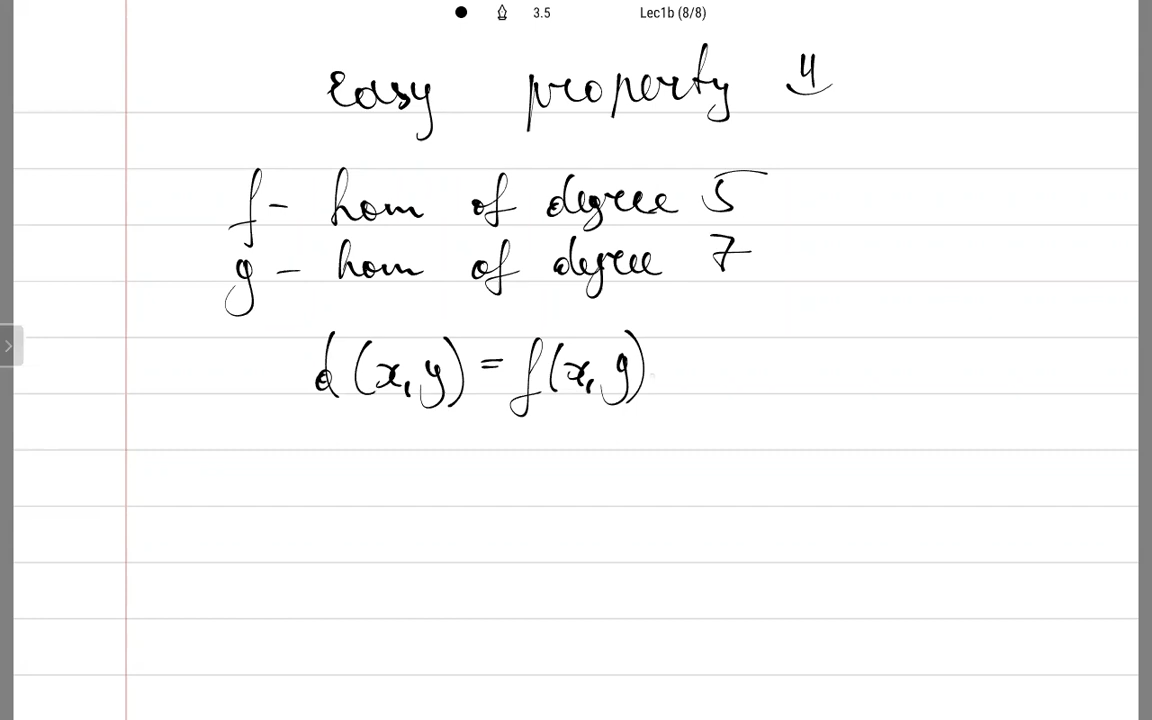 3.5 Lec1b (8/8)
Easy property 4
f - hom of degree 5
g - hom of degree 7
d(x,y) = f(x,y)